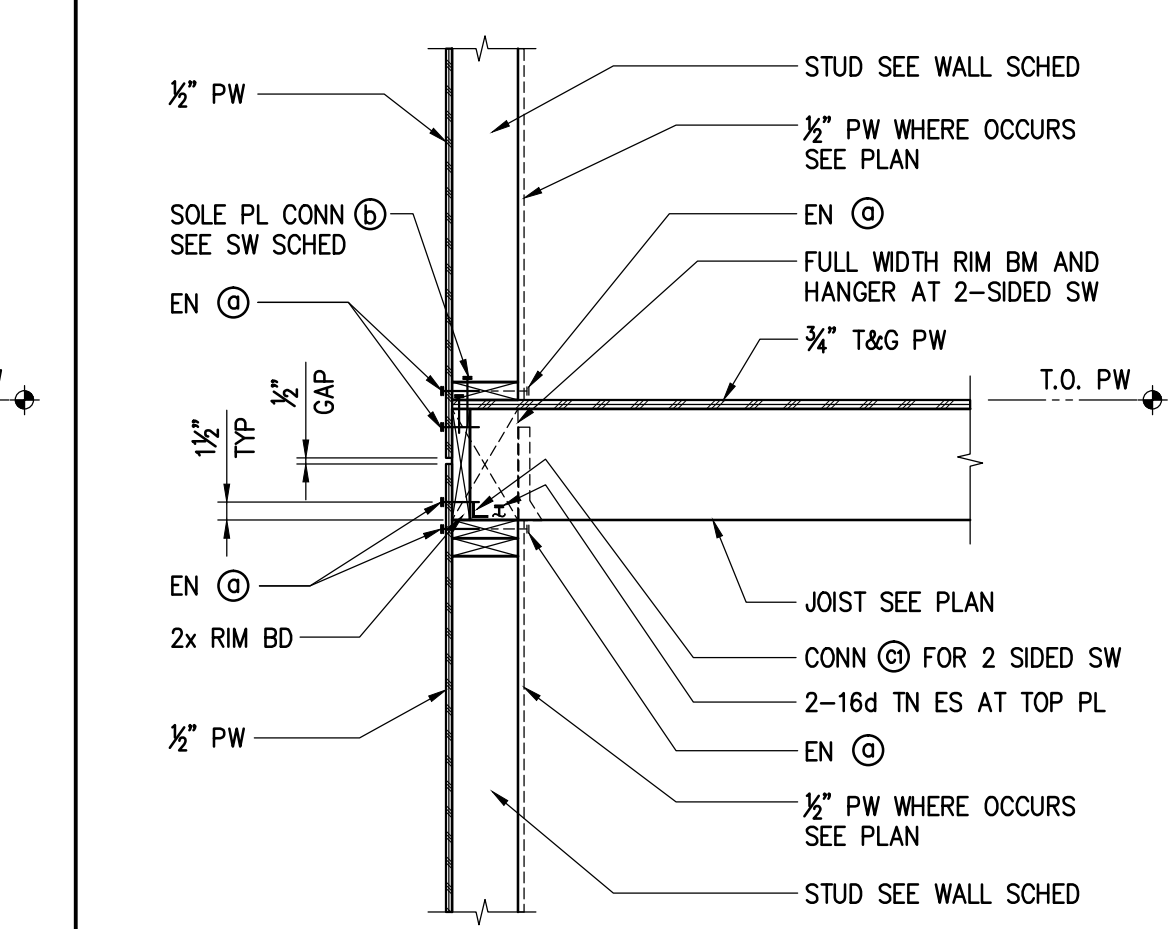 ½" PW
SOLE PL CONN b
SEE SW SCHED
EN a
½"
GAP
1½"
TYP
EN a
2x RIM BD
½" PW
STUD SEE WALL SCHED
½" PW WHERE OCCURS
SEE PLAN
EN a
FULL WIDTH RIM BM AND
HANGER AT 2-SIDED SW
¾" T&G PW
T.O. PW
JOIST SEE PLAN
CONN C1 FOR 2 SIDED SW
2-16d TN ES AT TOP PL
EN a
½" PW WHERE OCCURS
SEE PLAN
STUD SEE WALL SCHED